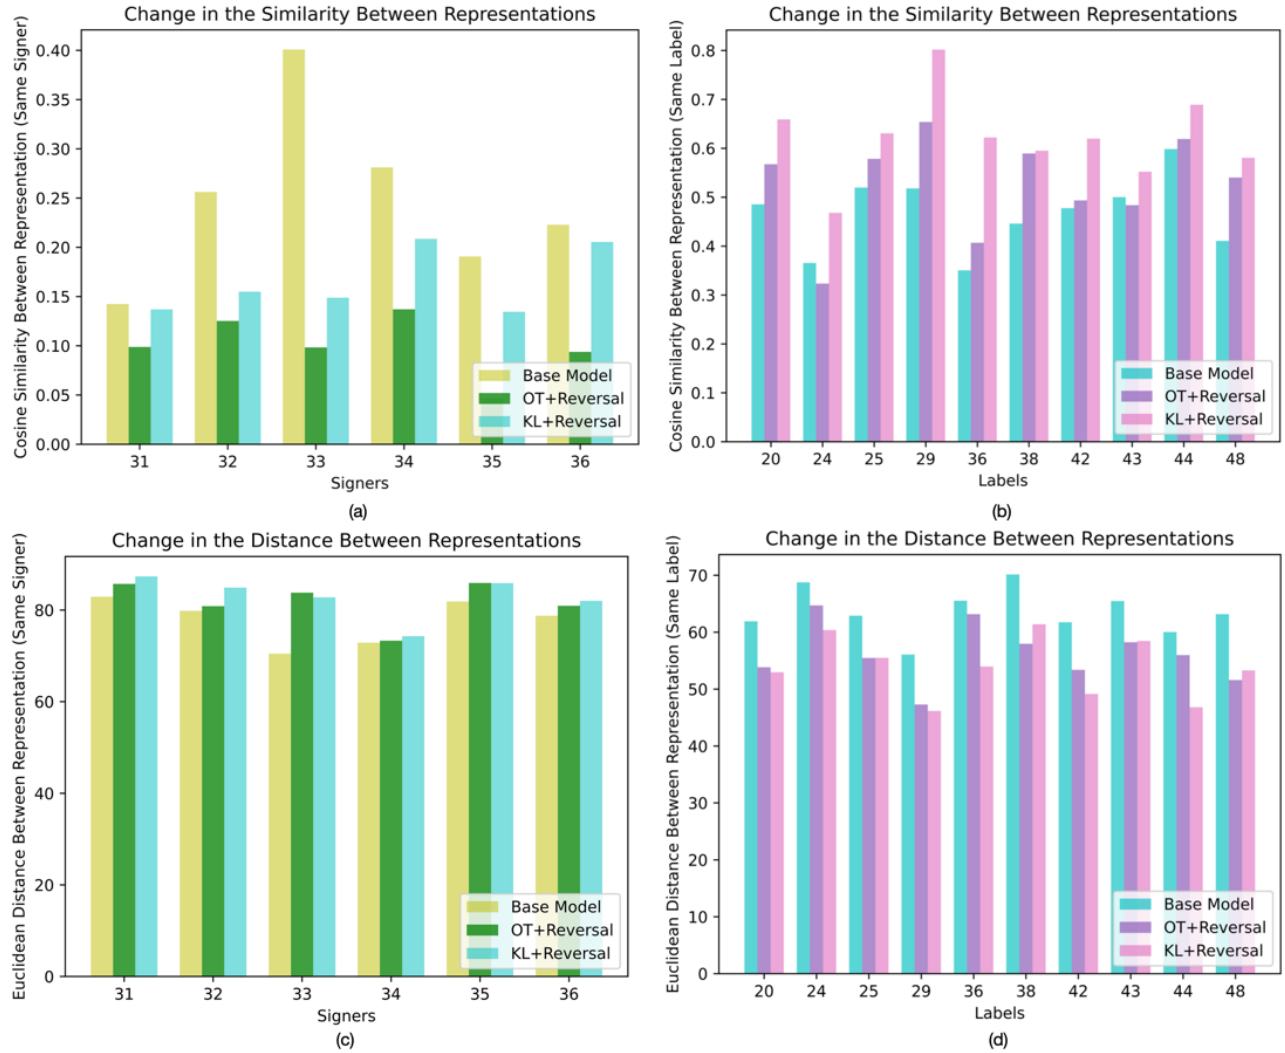 Change in the Similarity Between Representations
Cosine Similarity Between Representation (Same Signer)
0.40
0.35
0.30
0.25
0.20
0.15
0.10
0.05
0.00
Base Model
OT+Reversal
KL+Reversal
31 32 33 34 35 36
Signers
(a)
Change in the Similarity Between Representations
Cosine Similarity Between Representation (Same Label)
0.8
0.7
0.6
0.5
0.4
0.3
0.2
0.1
0.0
Base Model
OT+Reversal
KL+Reversal
20 24 25 29 36 38 42 43 44 48
Labels
(b)
Change in the Distance Between Representations
Euclidean Distance Between Representation (Same Signer)
80
60
40
20
0
Base Model
OT+Reversal
KL+Reversal
31 32 33 34 35 36
Signers
(c)
Change in the Distance Between Representations
Euclidean Distance Between Representation (Same Label)
70
60
50
40
30
20
10
0
Base Model
OT+Reversal
KL+Reversal
20 24 25 29 36 38 42 43 44 48
Labels
(d)